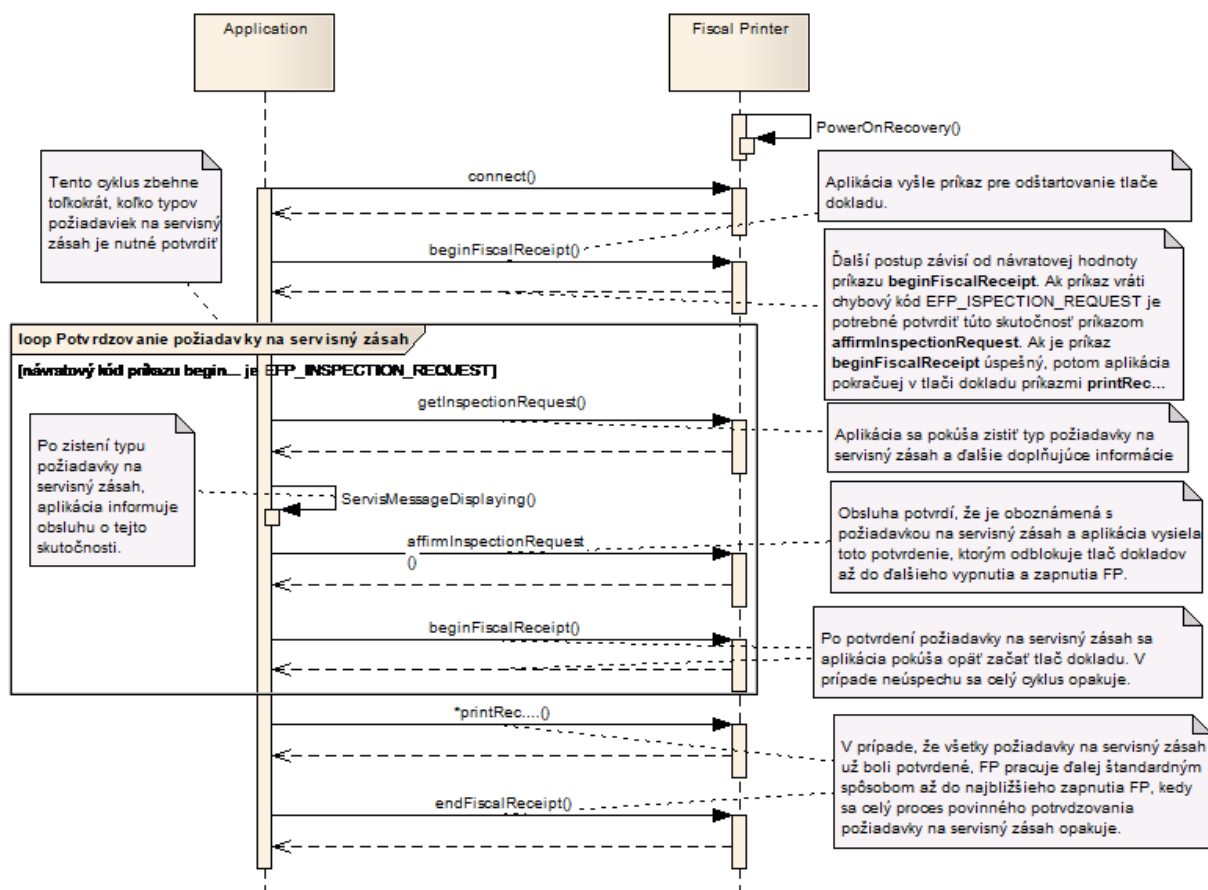 Application
Fiscal Printer
PowerOnRecovery()
Tento cyklus zbehne
toľkokrát, koľko typov
požiadaviek na servisný
zásah je nutné potvrdiť
connect()
Aplikácia vyšle príkaz pre odštartovanie tlače
dokladu.
beginFiscalReceipt()
Ďalší postup závisí od návratovej hodnoty
príkazu beginFiscalReceipt. Ak príkaz vráti
chybový kód EFP_ISPECTION_REQUEST je
potrebné potvrdiť túto skutočnosť príkazom
affirmInspectionRequest. Ak je príkaz
beginFiscalReceipt úspešný, potom aplikácia
pokračuej v tlači dokladu príkazmi printRec...
loop Potvrdzovanie požiadavky na servisný zásah
[návratový kód príkazu begin.... je EFP_INSPECTION_REQUEST]
getInspectionRequest()
Aplikácia sa pokúša zistiť typ požiadavky na
servisný zásah a ďalšie doplňujúce informácie
Po zistení typu
požiadavky na
servisný zásah,
aplikácia informuje
obsluhu o tejto
skutočnosti.
ServisMessageDisplaying()
Obsluha potvrdí, že je oboznámená s
požiadavkou na servisný zásah a aplikácia vysiela
toto potvrdenie, ktorým odblokuje tlač dokladov
až do ďalšieho vypnutia a zapnutia FP.
affirmInspectionRequest
()
beginFiscalReceipt()
Po potvrdení požiadavky na servisný zásah sa
aplikácia pokúša opäť začať tlač dokladu. V
prípade neúspechu sa celý cyklus opakuje.
*printRec....()
V prípade, že všetky požiadavky na servisný zásah
už boli potvrdené, FP pracuje ďalej štandardným
spôsobom až do najbližšieho zapnutia FP, kedy
sa celý proces povinného potvrdzovania
požiadavky na servisný zásah opakuje.
endFiscalReceipt()